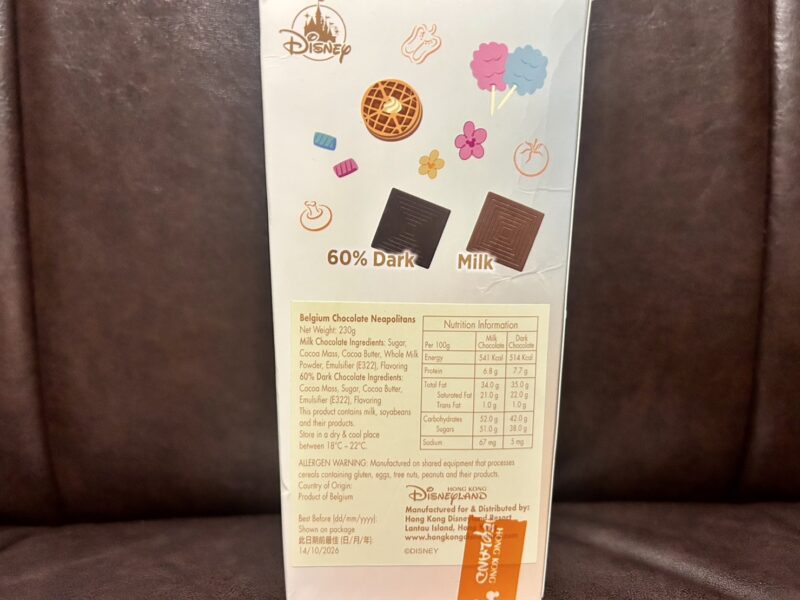 Disney
60% Dark
Milk
Belgium Chocolate Neapolitans
Net Weight: 230g
Milk Chocolate Ingredients: Sugar,
Cocoa Mass, Cocoa Butter, Whole Milk
Powder, Emulsifier (E322), Flavoring
60% Dark Chocolate Ingredients:
Cocoa Mass, Sugar, Cocoa Butter,
Emulsifier (E322), Flavoring
This product contains milk, soyabeans
and their products.
Store in a dry & cool place
between 18°C - 22°C.
Nutrition Information
Per 100g Milk Chocolate Dark Chocolate
Energy 541 Kcal 514 Kcal
Protein 6.8 g 7.7 g
Total Fat 34.0 g 35.0 g
Saturated Fat 21.0 g 22.0 g
Trans Fat 1.0 g 1.0 g
Carbohydrates 52.0 g 42.0 g
Sugars 51.0 g 38.0 g
Sodium 67 mg 5 mg
ALLERGEN WARNING: Manufactured on shared equipment that processes
cereals containing gluten, eggs, tree nuts, peanuts and their products.
Country of Origin:
Product of Belgium
Best Before (dd/mm/yyyy):
Shown on package
此日期前最佳 (日/月/年):
14/10/2026
HONG KONG
DISNEYLAND
Manufactured for & Distributed by:
Hong Kong Disneyland Resort
Lantau Island, Hong
www.hongkongd
©DISNEY
HONG KONG